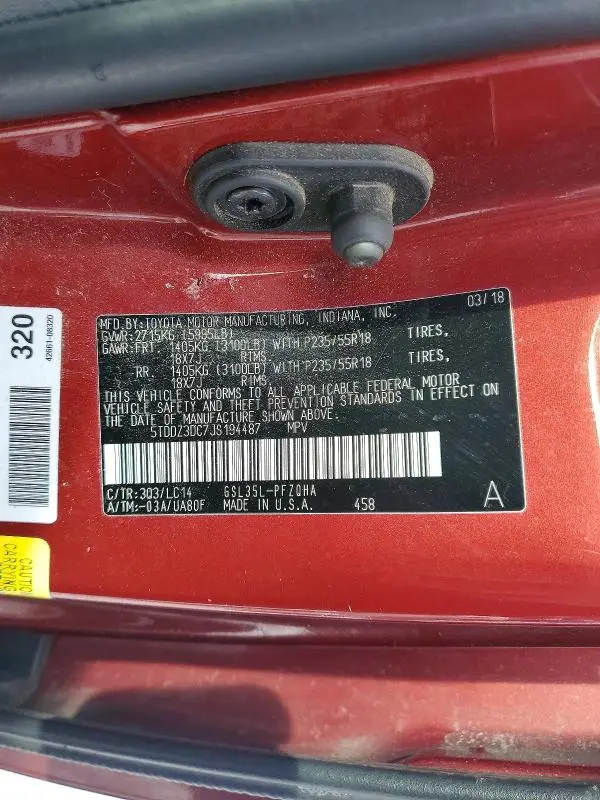 320
42661-08320
CAUTIO
CARRYING
MFD.BY:TOYOTA MOTOR MANUFACTURING, INDIANA, INC. 03/18
GVWR:2715KG (5985LB)
GAWR:FRT. 1405KG (3100LB) WITH P235/55R18 TIRES,
18X7J RIMS
RR. 1405KG (3100LB) WITH P235/55R18 TIRES,
18X7J RIMS
THIS VEHICLE CONFORMS TO ALL APPLICABLE FEDERAL MOTOR
VEHICLE SAFETY AND THEFT PREVENTION STANDARDS IN EFFECT ON
THE DATE OF MANUFACTURE SHOWN ABOVE.
5TDDZ3DC7JS194487 MPV
C/TR:3Q3/LC14 GSL35L-PFZQHA
A/TM:-03A/UA80F MADE IN U.S.A. 458 A